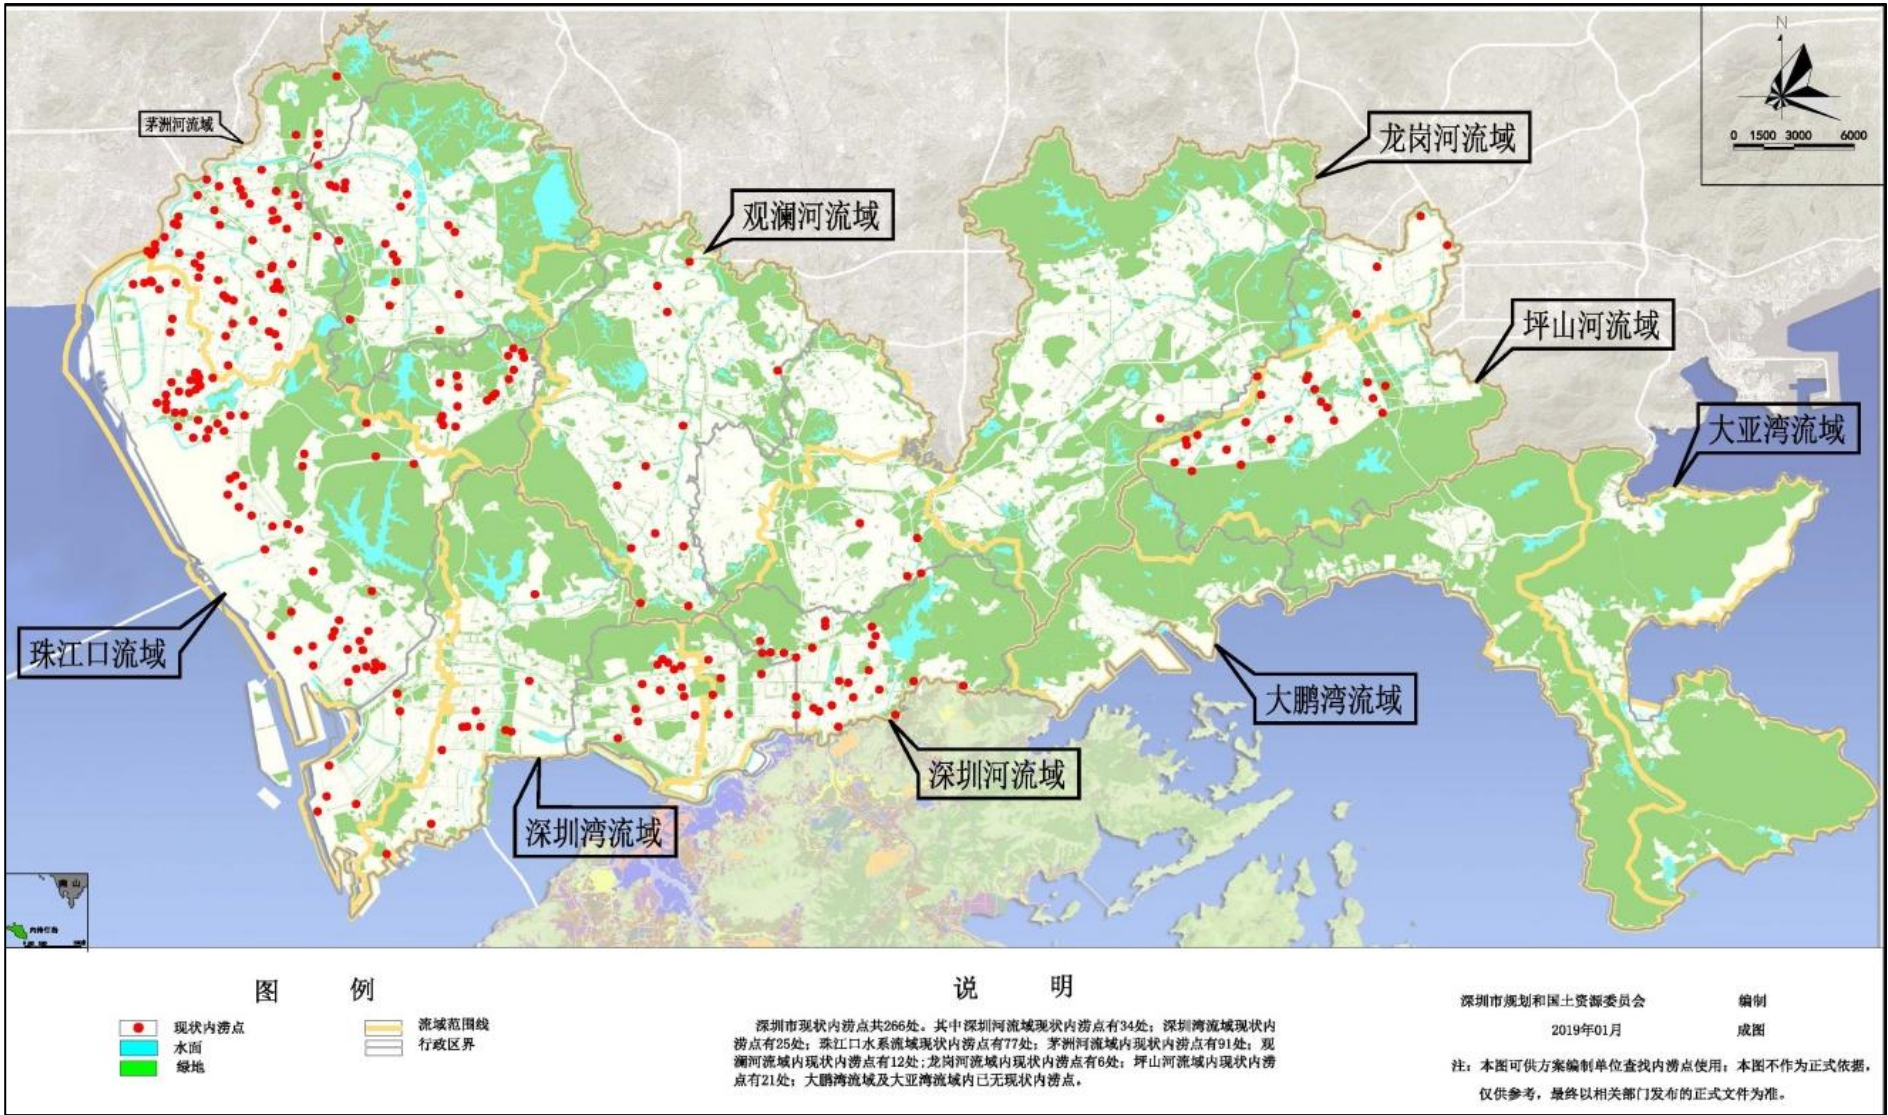 N
0 1500 3000 6000
茅洲河流域
龙岗河流域
观澜河流域
坪山河流域
大亚湾流域
珠江口流域
大鹏湾流域
深圳河流域
深圳湾流域
南山
内伶仃岛
图 例
现状内涝点
水面
绿地
流域范围线
行政区界
说 明
深圳市现状内涝点共266处。其中深圳河流域现状内涝点有34处；深圳湾流域现状内
涝点有25处；珠江口水系流域现状内涝点有77处；茅洲河流域内现状内涝点有91处；观
澜河流域内现状内涝点有12处；龙岗河流域内现状内涝点有6处；坪山河流域内现状内涝
点有21处；大鹏湾流域及大亚湾流域内已无现状内涝点。
深圳市规划和国土资源委员会 编制
2019年01月 成图
注：本图可供方案编制单位查找内涝点使用；本图不作为正式依据，
仅供参考，最终以相关部门发布的正式文件为准。